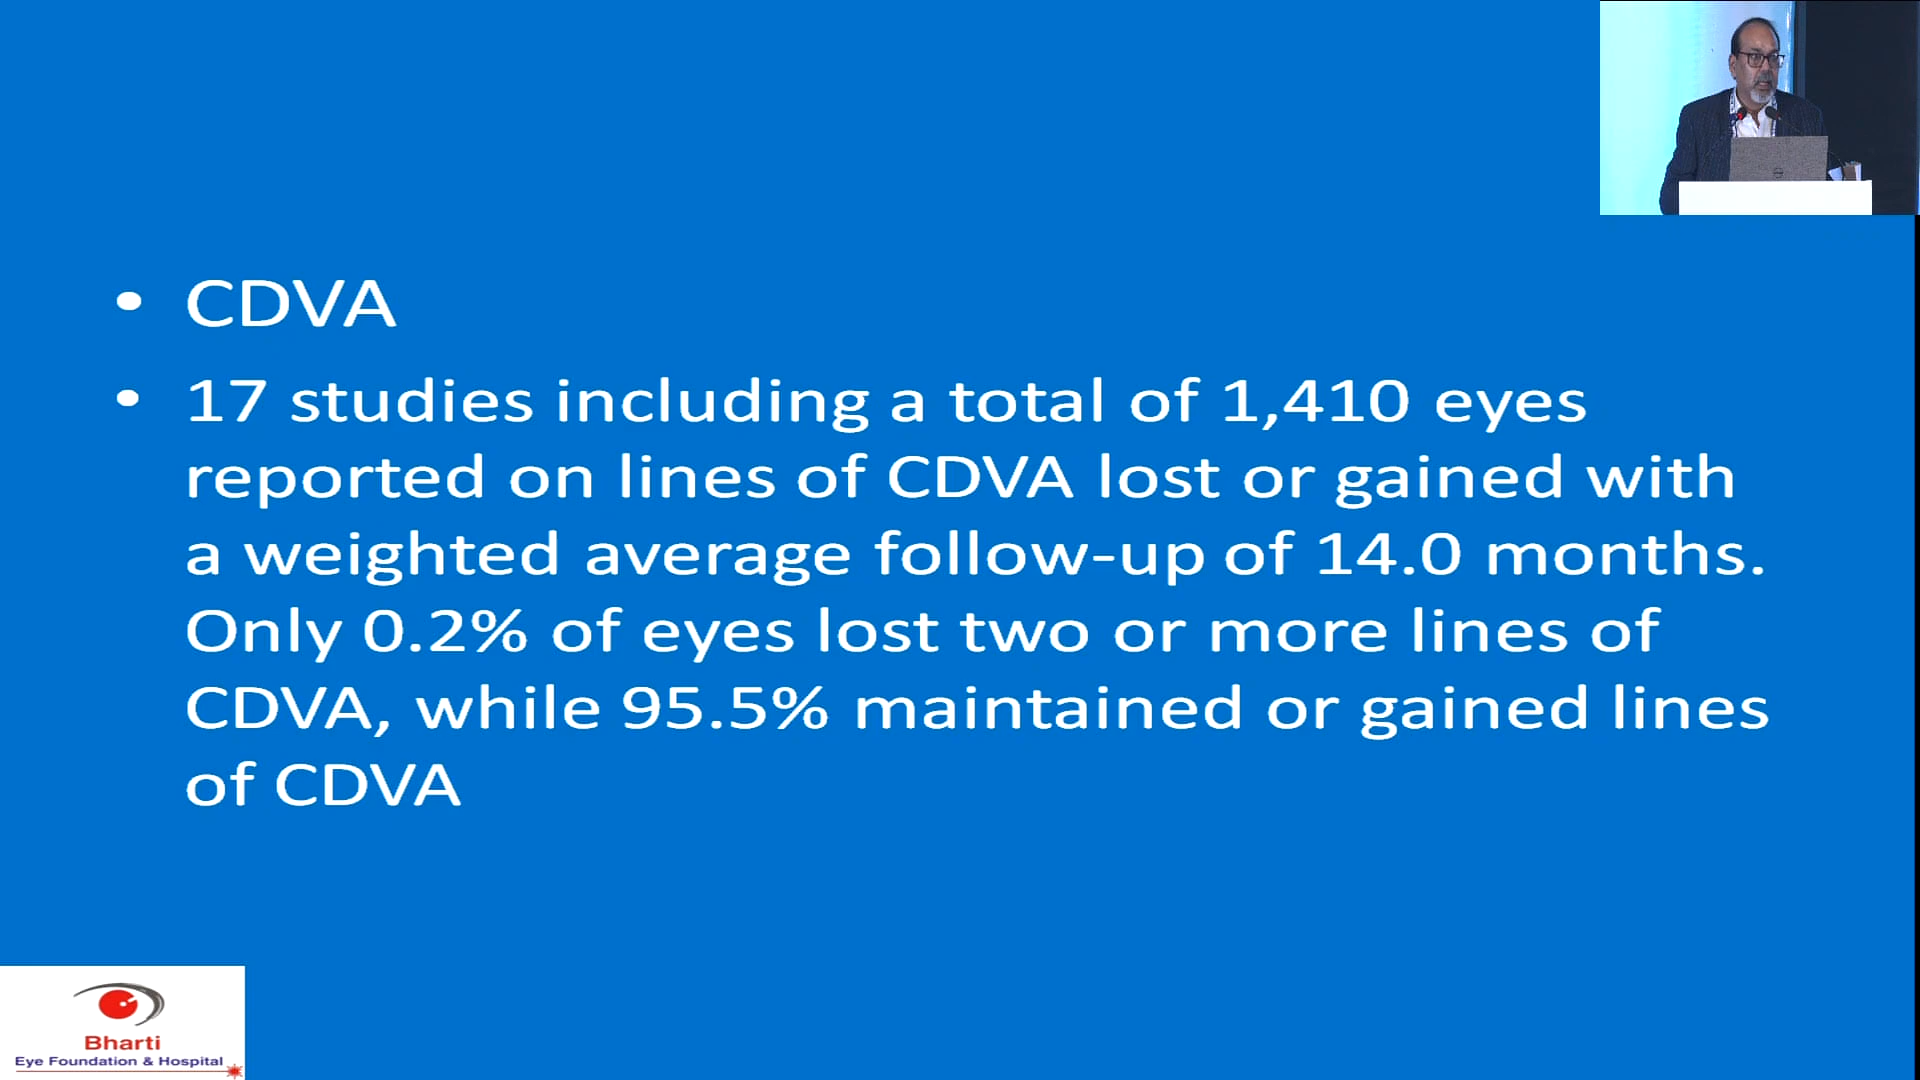 • CDVA
• 17 studies including a total of 1,410 eyes
reported on lines of CDVA lost or gained with
a weighted average follow-up of 14.0 months.
Only 0.2% of eyes lost two or more lines of
CDVA, while 95.5% maintained or gained lines
of CDVA
Bharti
Eye Foundation & Hospital